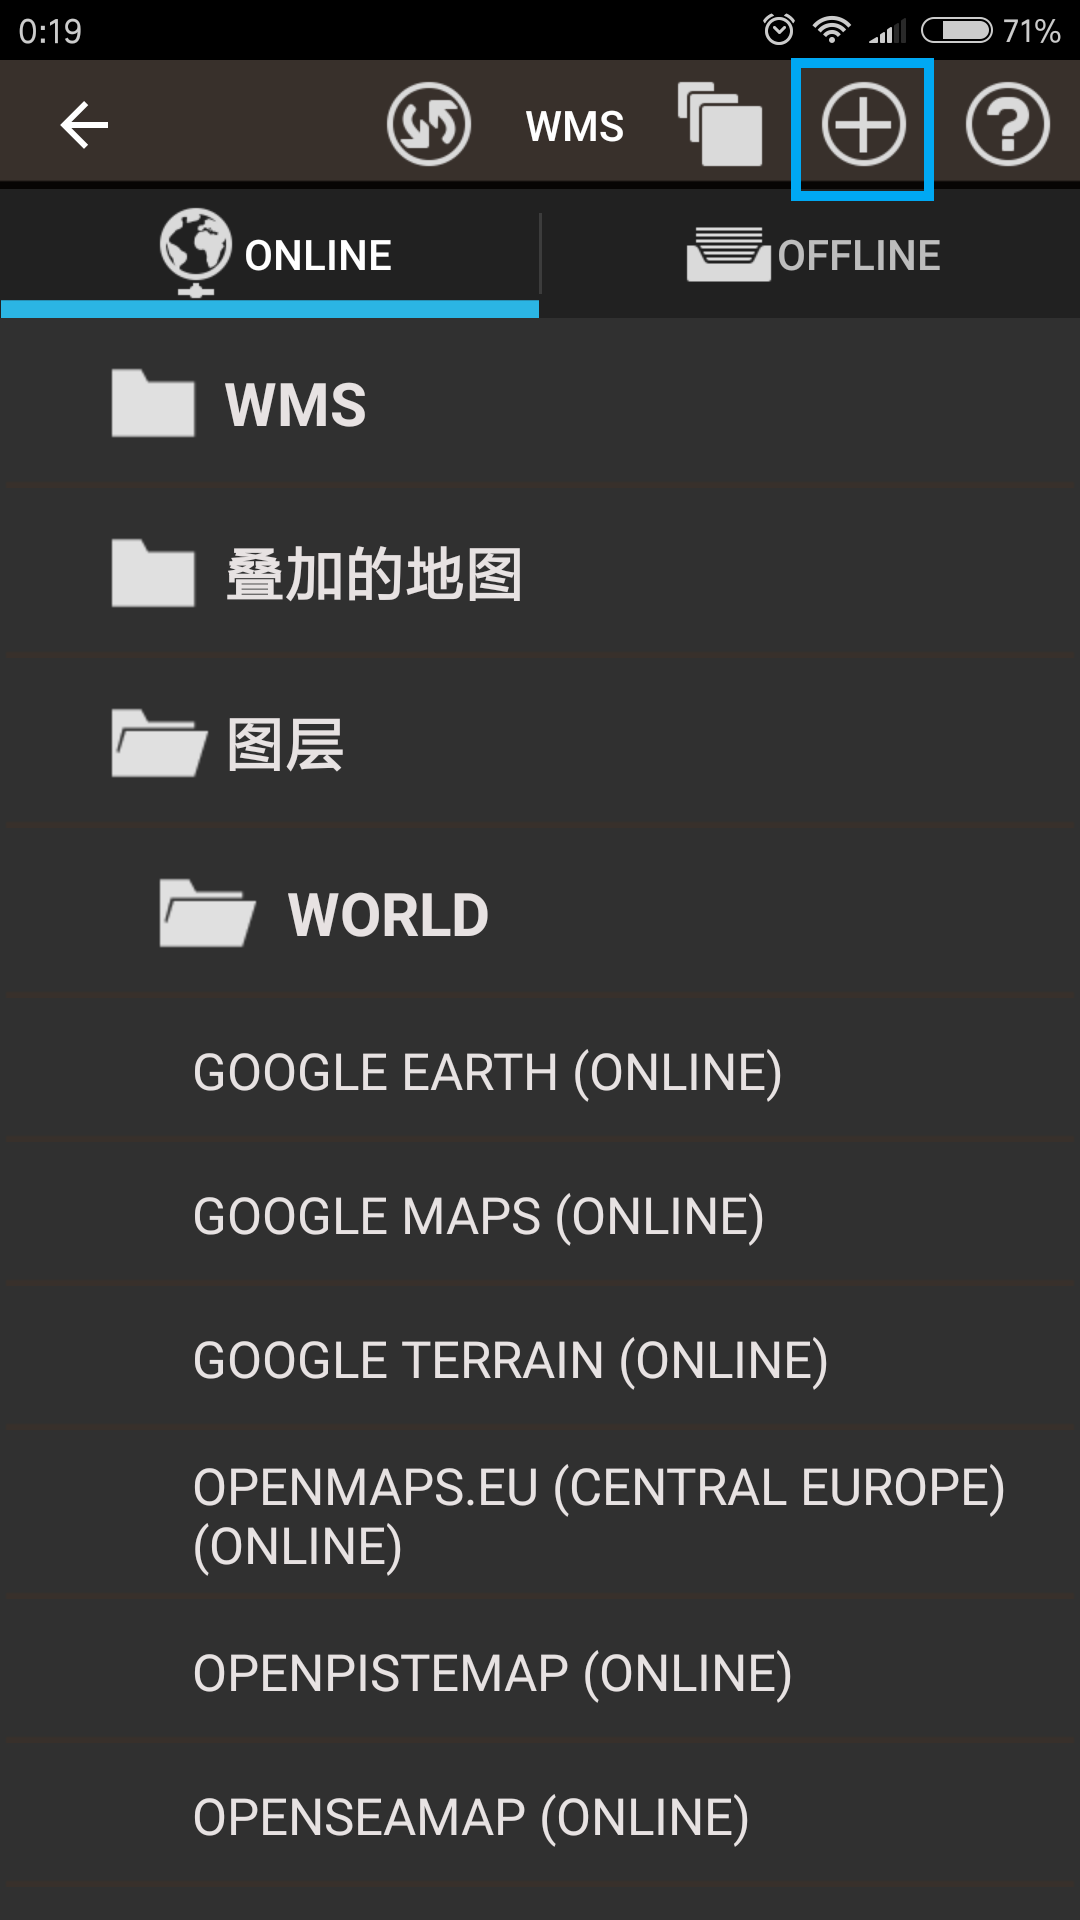 0:19
71%
WMS
ONLINE
OFFLINE
WMS
叠加的地图
图层
WORLD
GOOGLE EARTH (ONLINE)
GOOGLE MAPS (ONLINE)
GOOGLE TERRAIN (ONLINE)
OPENMAPS.EU (CENTRAL EUROPE)
(ONLINE)
OPENPISTEMAP (ONLINE)
OPENSEAMAP (ONLINE)